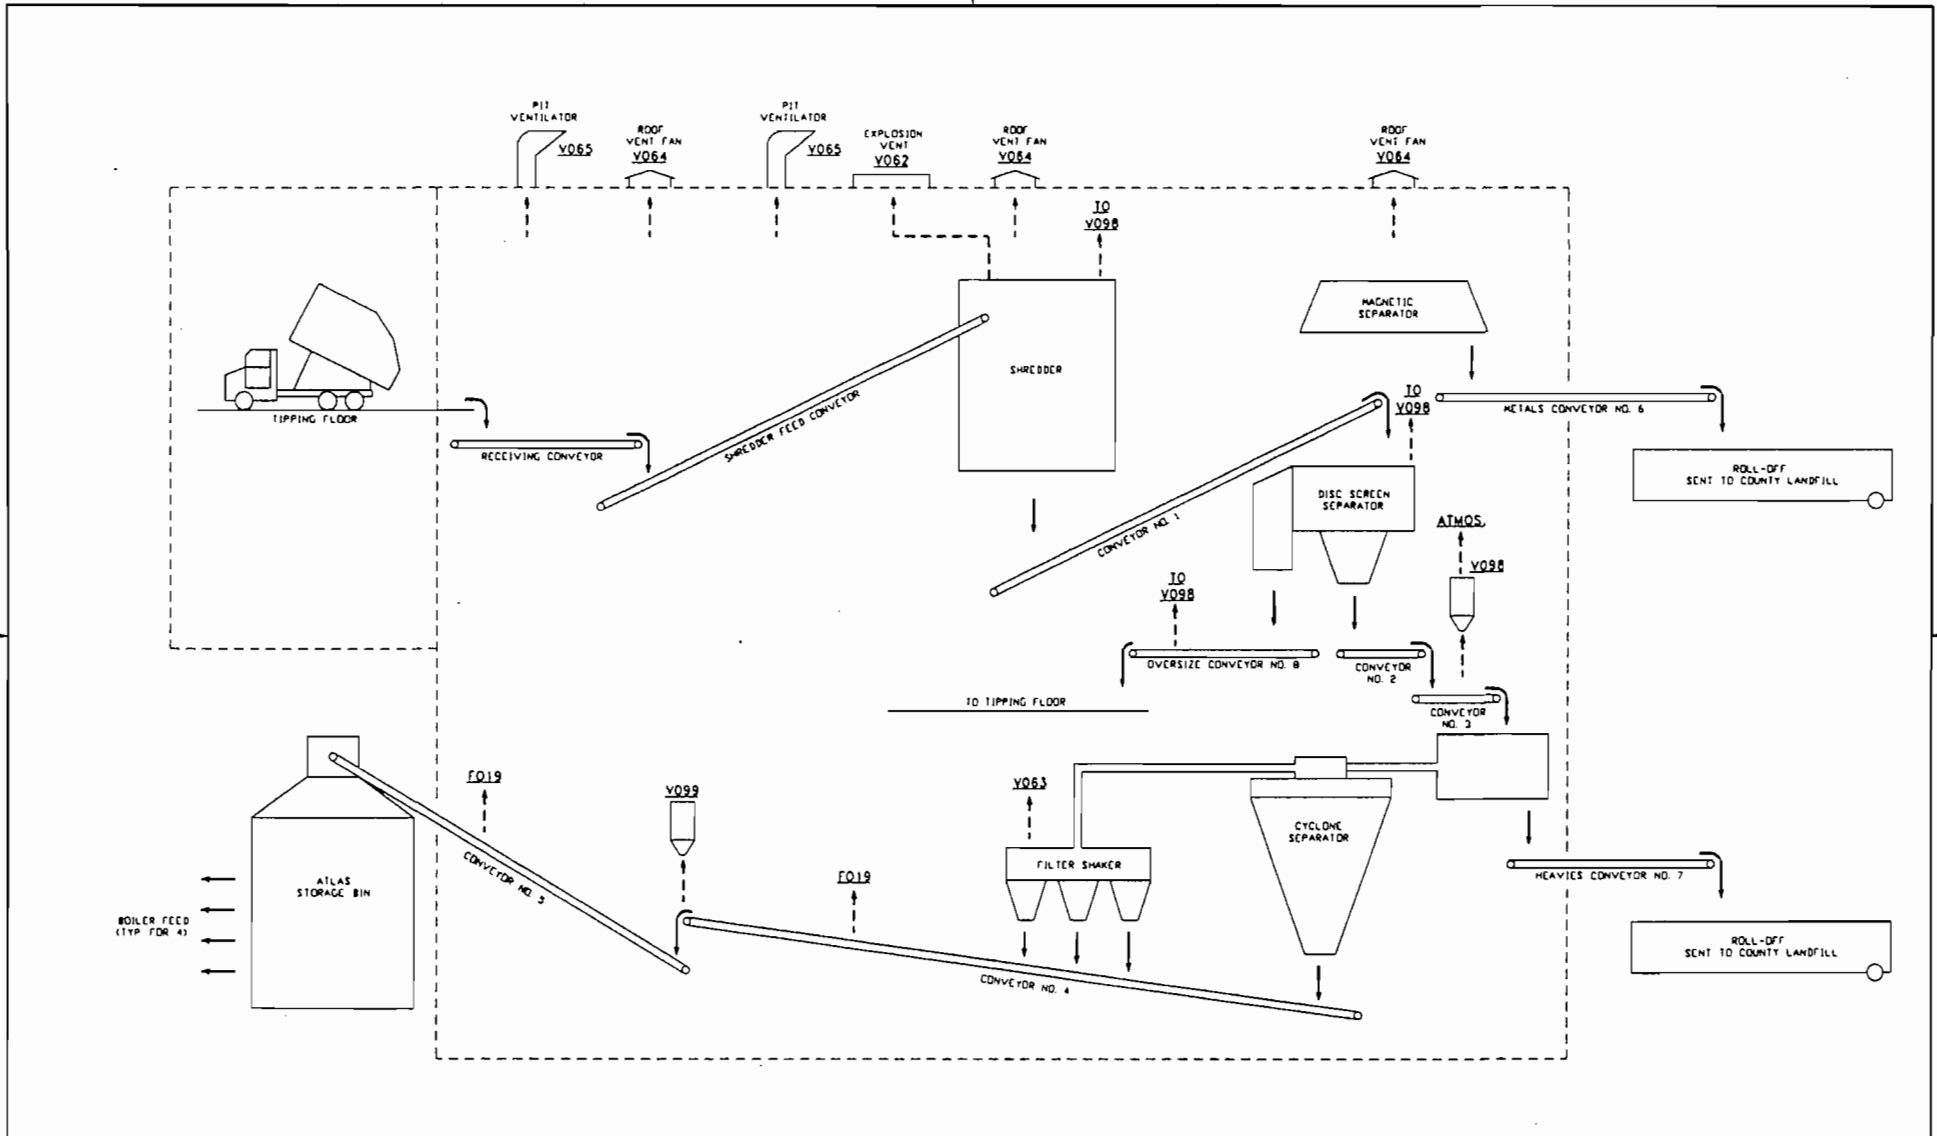 PIT
VENTILATOR
V065
ROOF
VENT FAN
V064
PIT
VENTILATOR
V065
EXPLOSION
VENT
V062
ROOF
VENT FAN
V064
ROOF
VENT FAN
V064
TO
V098
MAGNETIC
SEPARATOR
SHREDDER
TIPPING FLOOR
RECEIVING CONVEYOR
SHREDDER FEED CONVEYOR
TO
V098
METALS CONVEYOR NO. 6
ROLL-OFF
SENT TO COUNTY LANDFILL
DISC SCREEN
SEPARATOR
CONVEYOR NO. 1
ATMOS.
V098
TO
V098
OVERSIZE CONVEYOR NO. 8
CONVEYOR
NO. 2
TO TIPPING FLOOR
CONVEYOR
NO. 3
F019
V099
V063
CYCLONE
SEPARATOR
FILTER SHAKER
F019
CONVEYOR NO. 5
HEAVIES CONVEYOR NO. 7
ATLAS
STORAGE BIN
BOILER FEED
(TYP FOR 4)
CONVEYOR NO. 4
ROLL-OFF
SENT TO COUNTY LANDFILL